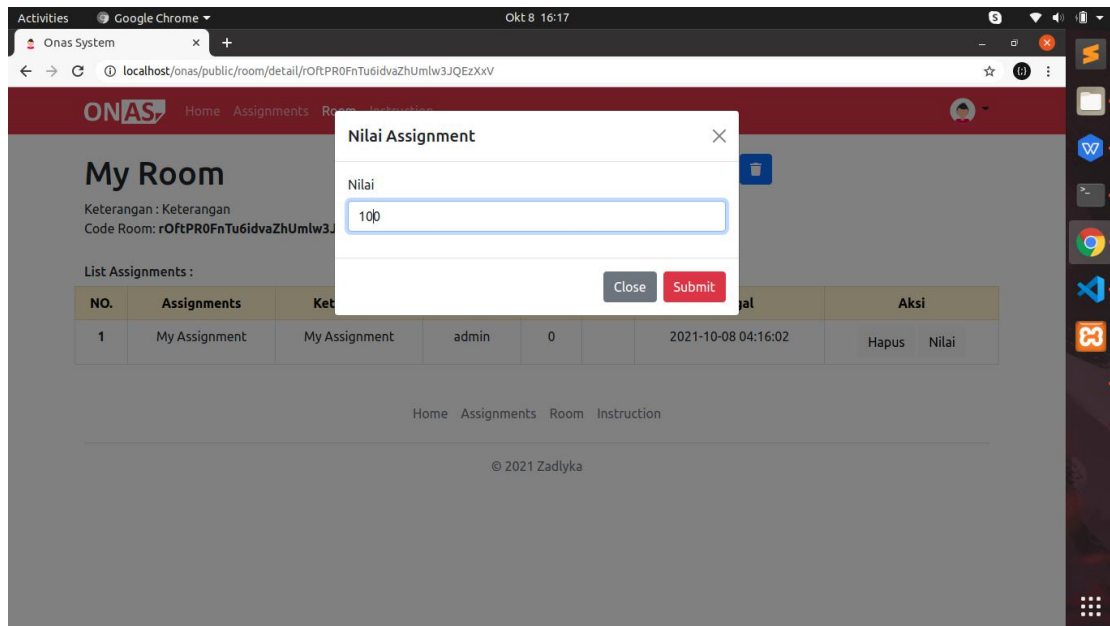 Activities Google Chrome Okt 8 16:17
Onas System
localhost/onas/public/room/detail/rOftPR0FnTu6idvaZhUmlw3JQEzXxV
ONAS Home Assignments Room Instruction
Nilai Assignment
My Room
Nilai
100
Keterangan : Keterangan
Code Room: rOftPR0FnTu6idvaZhUmlw3J
Close Submit
List Assignments :
NO. Assignments Ket gal Aksi
1 My Assignment My Assignment admin 0 2021-10-08 04:16:02 Hapus Nilai
Home Assignments Room Instruction
© 2021 Zadlyka